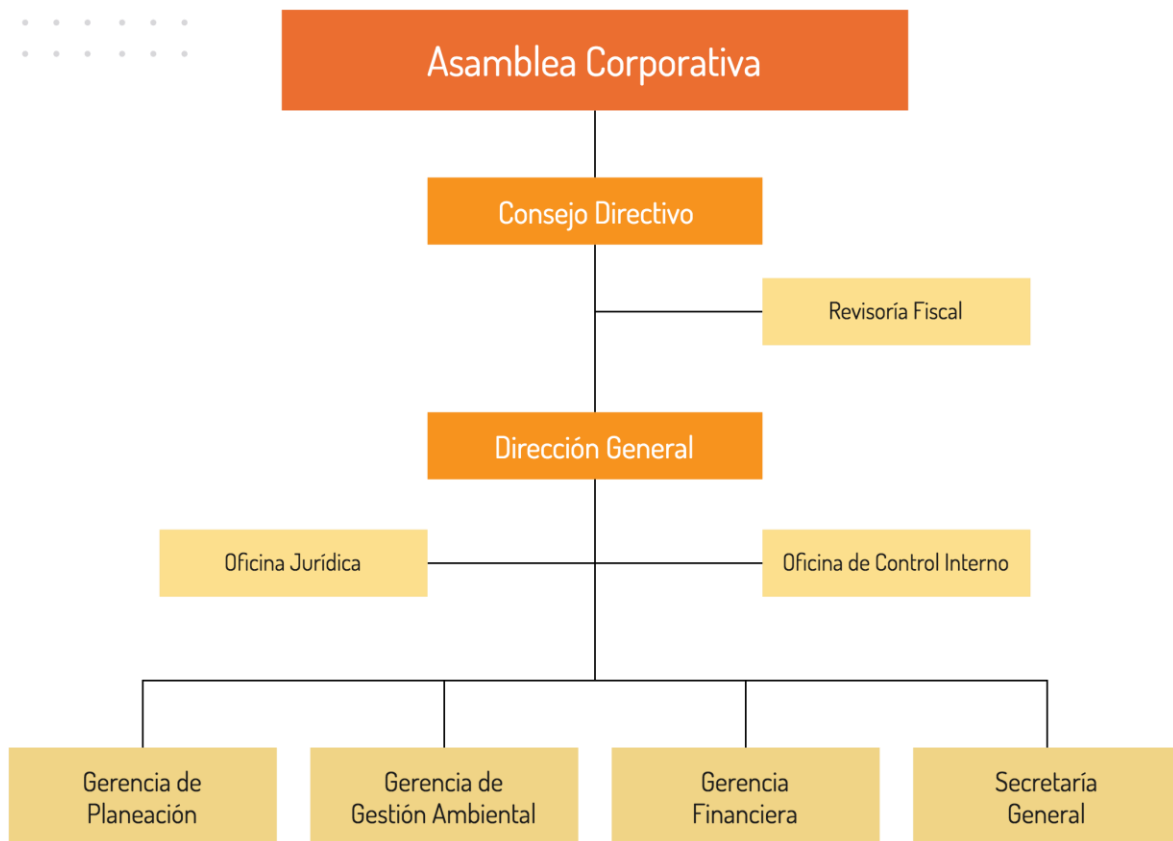 Asamblea Corporativa
Consejo Directivo
Revisoría Fiscal
Dirección General
Oficina Jurídica
Oficina de Control Interno
Gerencia de
Planeación
Gerencia de
Gestión Ambiental
Gerencia
Financiera
Secretaría
General